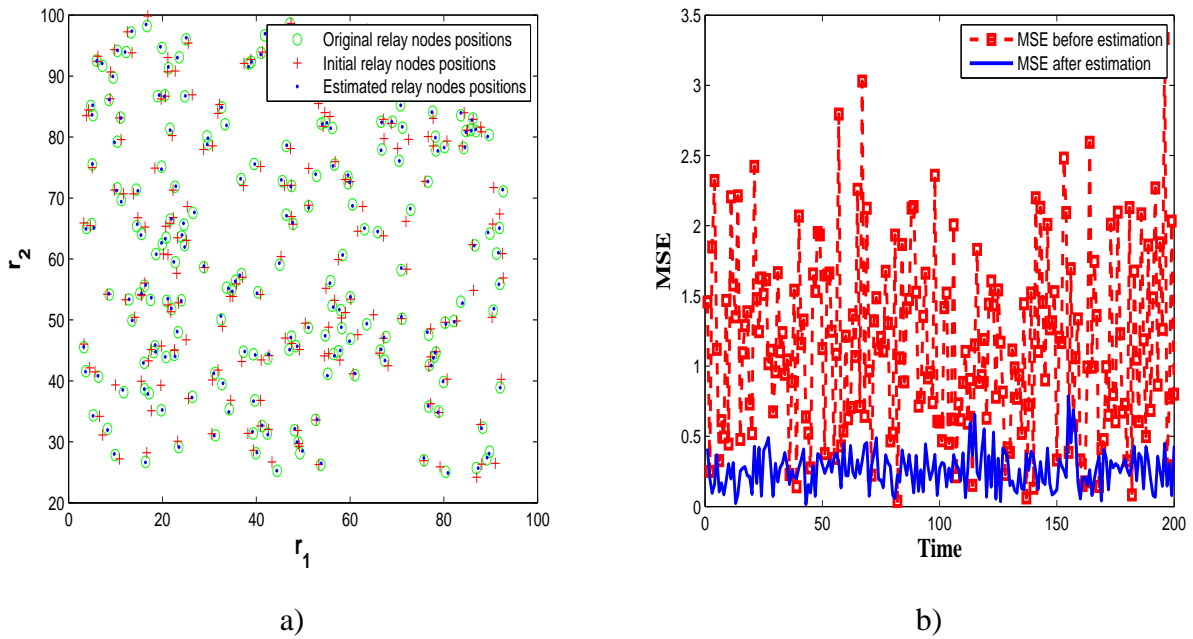 100
90
80
70
60
50
40
30
20
0
20
40
60
80
100
r_2
r_1
Original relay nodes positions
Initial relay nodes positions
Estimated relay nodes positions
a)
3.5
3
2.5
2
1.5
1
0.5
0
0
50
100
150
200
MSE
Time
MSE before estimation
MSE after estimation
b)